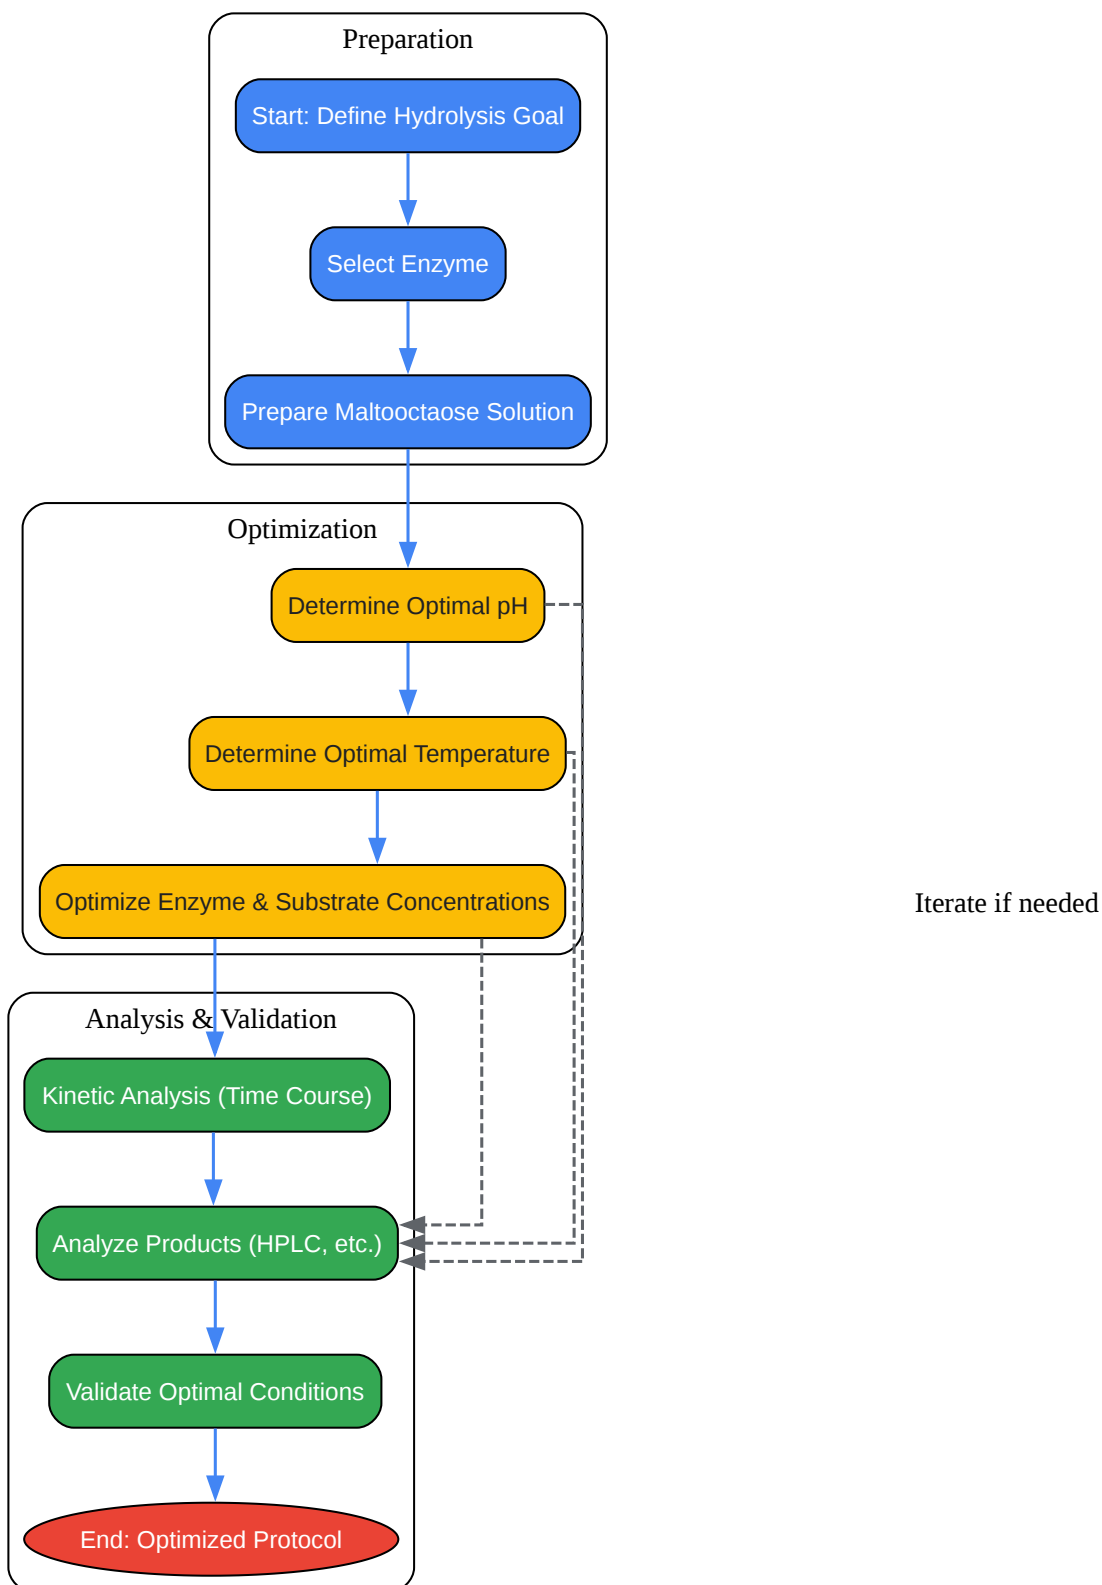 Preparation
Start: Define Hydrolysis Goal
Select Enzyme
Prepare Maltooctaose Solution
Optimization
Determine Optimal pH
Determine Optimal Temperature
Optimize Enzyme & Substrate Concentrations
Iterate if needed
Analysis & Validation
Kinetic Analysis (Time Course)
Analyze Products (HPLC, etc.)
Validate Optimal Conditions
End: Optimized Protocol